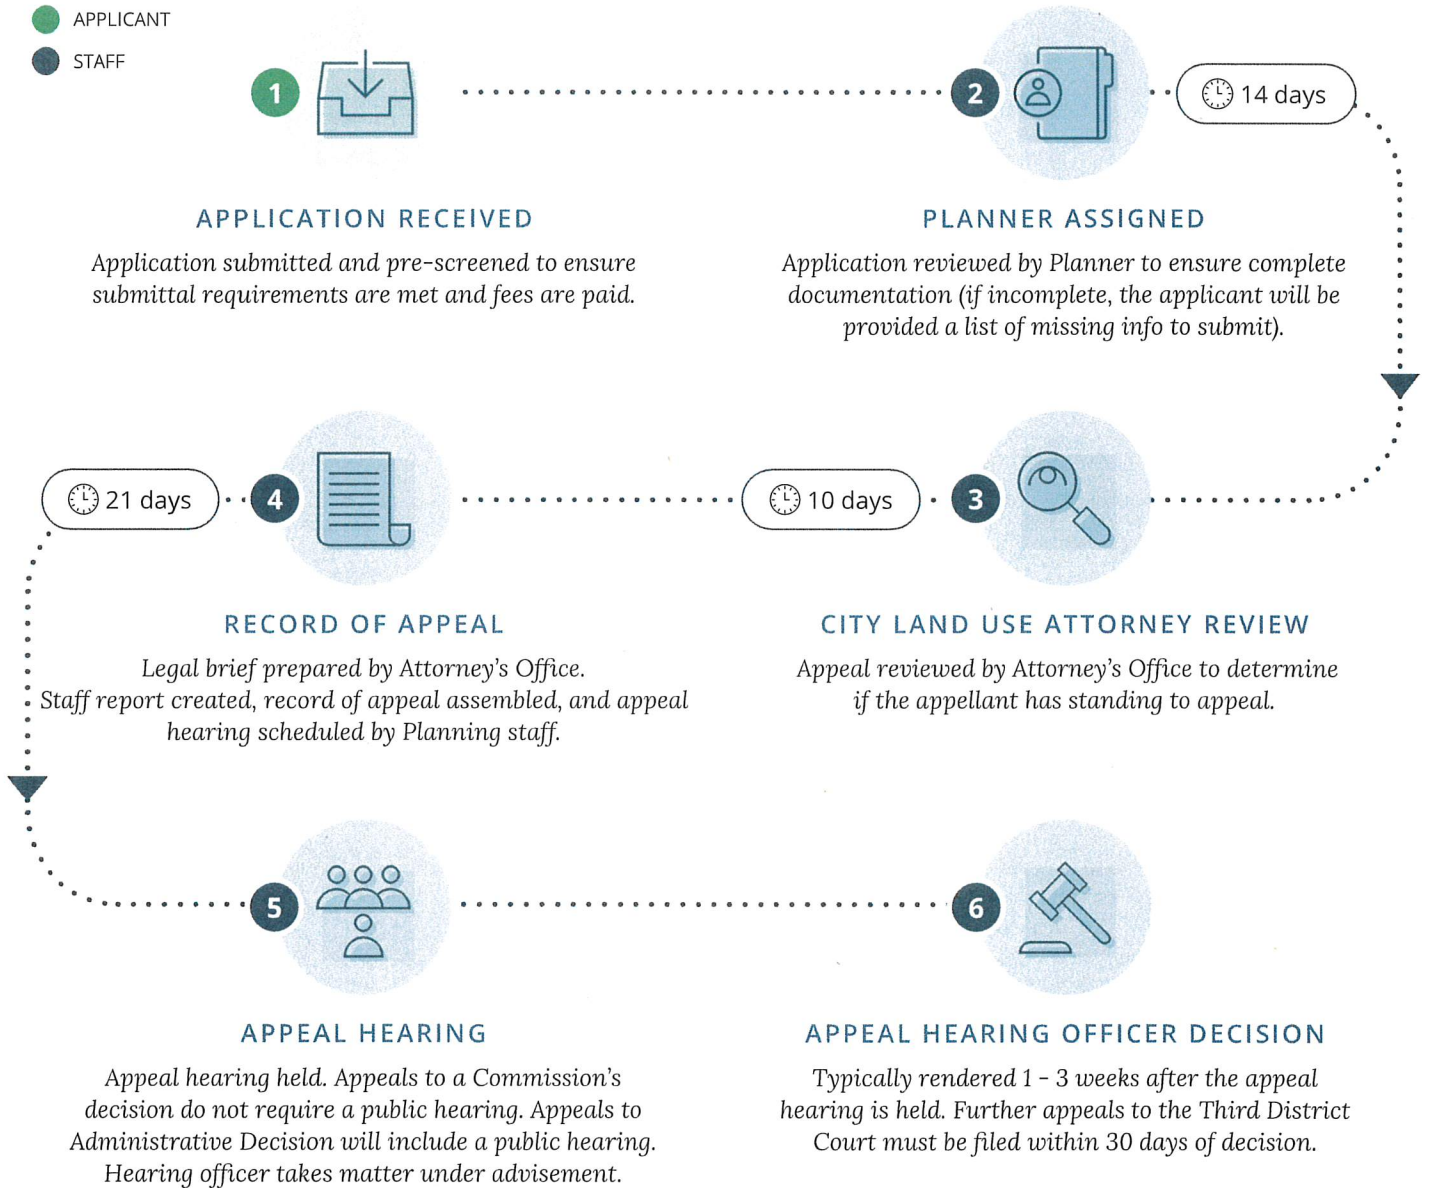 APPLICANT
STAFF
1
2
14 days
APPLICATION RECEIVED
Application submitted and pre-screened to ensure
submittal requirements are met and fees are paid.
PLANNER ASSIGNED
Application reviewed by Planner to ensure complete
documentation (if incomplete, the applicant will be
provided a list of missing info to submit).
21 days
4
10 days
3
RECORD OF APPEAL
Legal brief prepared by Attorney's Office.
Staff report created, record of appeal assembled, and appeal
hearing scheduled by Planning staff.
CITY LAND USE ATTORNEY REVIEW
Appeal reviewed by Attorney's Office to determine
if the appellant has standing to appeal.
5
6
APPEAL HEARING
Appeal hearing held. Appeals to a Commission's
decision do not require a public hearing. Appeals to
Administrative Decision will include a public hearing.
Hearing officer takes matter under advisement.
APPEAL HEARING OFFICER DECISION
Typically rendered 1 - 3 weeks after the appeal
hearing is held. Further appeals to the Third District
Court must be filed within 30 days of decision.